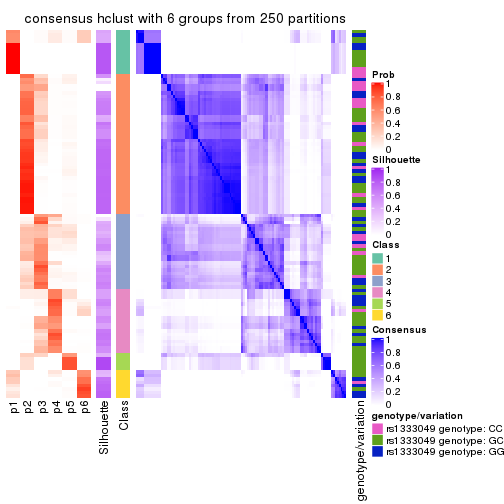 consensus hclust with 6 groups from 250 partitions
Prob
1
0.8
0.6
0.4
0.2
0
Silhouette
1
0.8
0.6
0.4
0.2
0
Class
1
2
3
4
5
6
Consensus
1
0.8
0.6
0.4
0.2
0
genotype/variation
rs1333049 genotype: CC
rs1333049 genotype: GC
rs1333049 genotype: GG
p1
p2
p3
p4
p5
p6
Silhouette
Class
genotype/variation